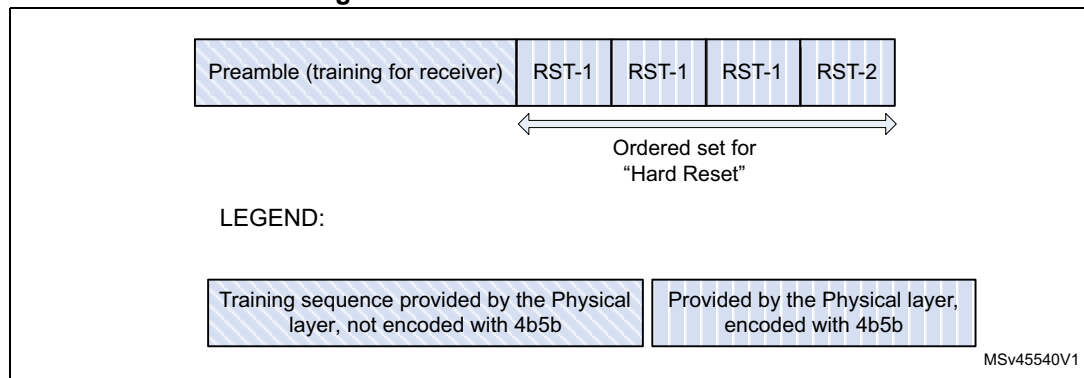 Preamble (training for receiver) RST-1 RST-1 RST-1 RST-2
Ordered set for
“Hard Reset”
LEGEND:
Training sequence provided by the Physical
layer, not encoded with 4b5b
Provided by the Physical layer,
encoded with 4b5b
MSv45540V1